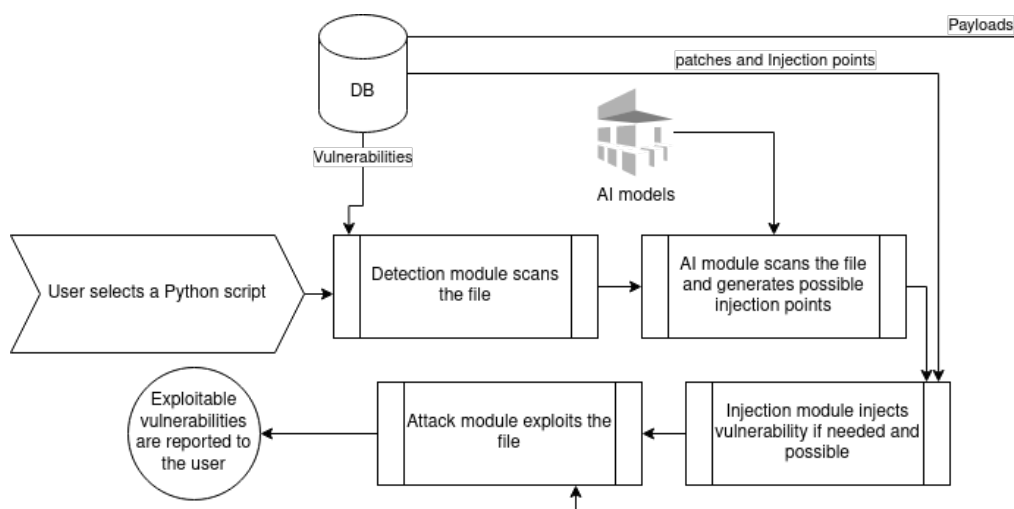 Payloads
patches and Injection points
DB
Vulnerabilities
AI models
User selects a Python script
Detection module scans
the file
AI module scans the file
and generates possible
injection points
Exploitable
vulnerabilities
are reported to
the user
Attack module exploits the
file
Injection module injects
vulnerability if needed and
possible